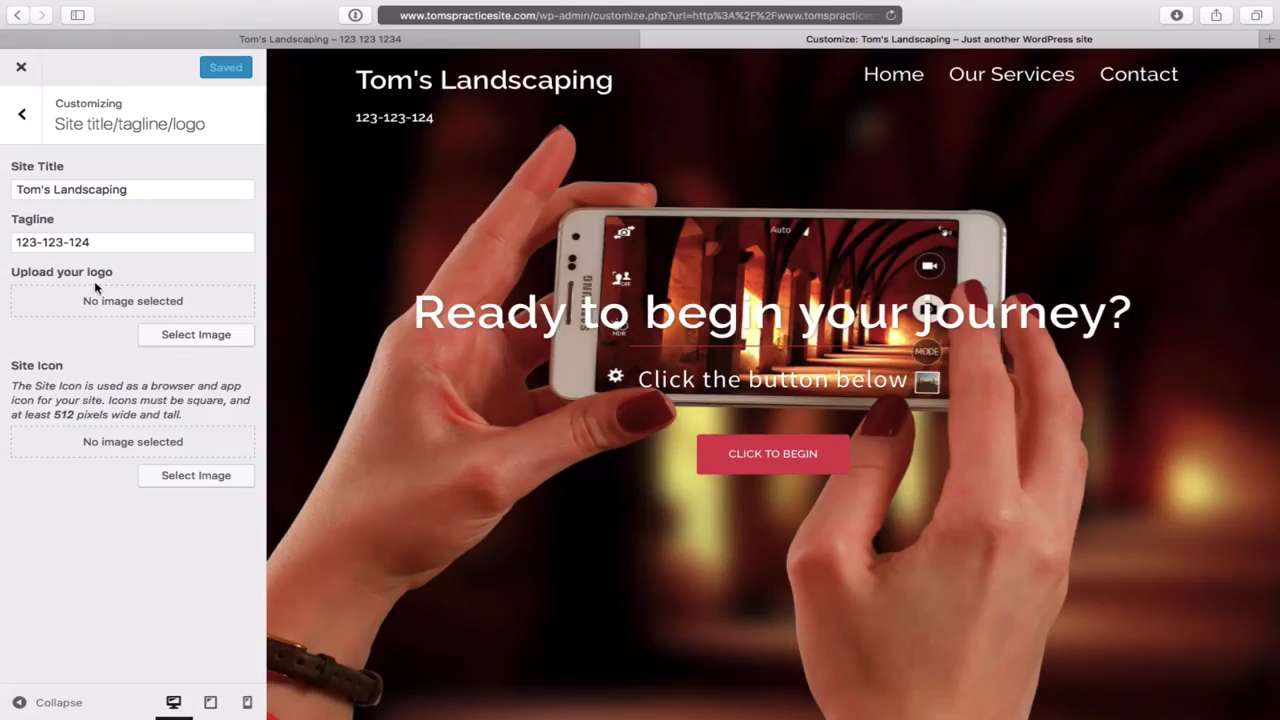 www.tomspracticesite.com/wp-admin/customize.php?url=http%3A%2F%2Fwww.tomspractices
Tom's Landscaping – 123 123 1234
Customize: Tom's Landscaping – Just another WordPress site
Saved
Customizing
Site title/tagline/logo
Site Title
Tom's Landscaping
Tagline
123-123-124
Upload your logo
No image selected
Select Image
Site Icon
The Site Icon is used as a browser and app
icon for your site. Icons must be square, and
at least 512 pixels wide and tall.
No image selected
Select Image
Collapse
Tom's Landscaping
123-123-124
Home Our Services Contact
Auto
SAMSUNG
Ready to begin your journey?
MODE
Click the button below
CLICK TO BEGIN